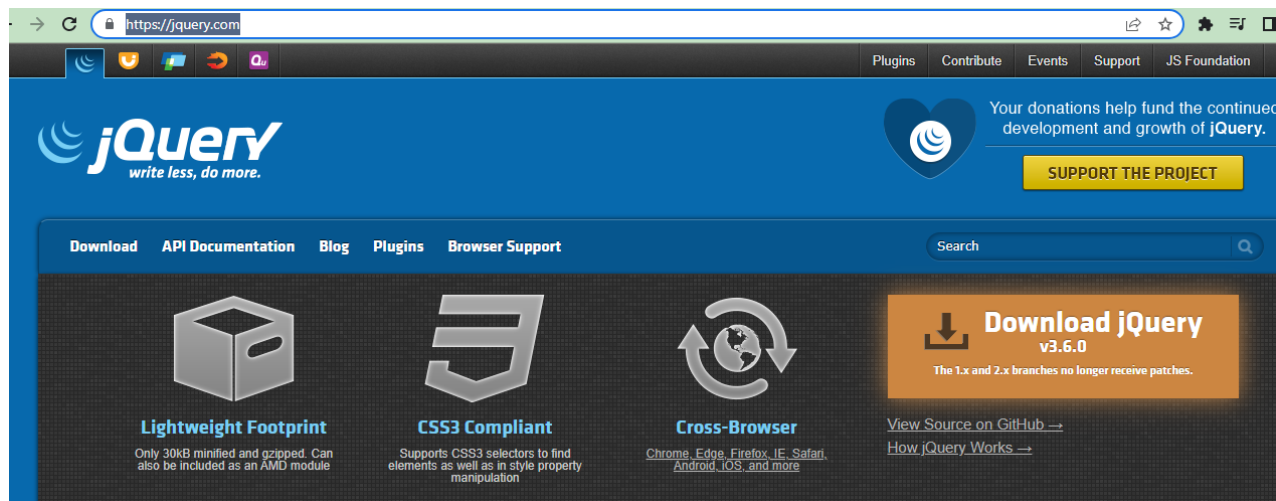 https://jquery.com
Qu
Plugins Contribute Events Support JS Foundation
Your donations help fund the continued
development and growth of jQuery.
jQuery
write less, do more.
SUPPORT THE PROJECT
Download API Documentation Blog Plugins Browser Support Search
Download jQuery
v3.6.0
The 1.x and 2.x branches no longer receive patches.
Lightweight Footprint
Only 30kB minified and gzipped. Can
also be included as an AMD module
CSS3 Compliant
Supports CSS3 selectors to find
elements as well as in style property
manipulation
Cross-Browser
Chrome, Edge, Firefox, IE, Safari,
Android, iOS, and more
View Source on GitHub →
How jQuery Works →